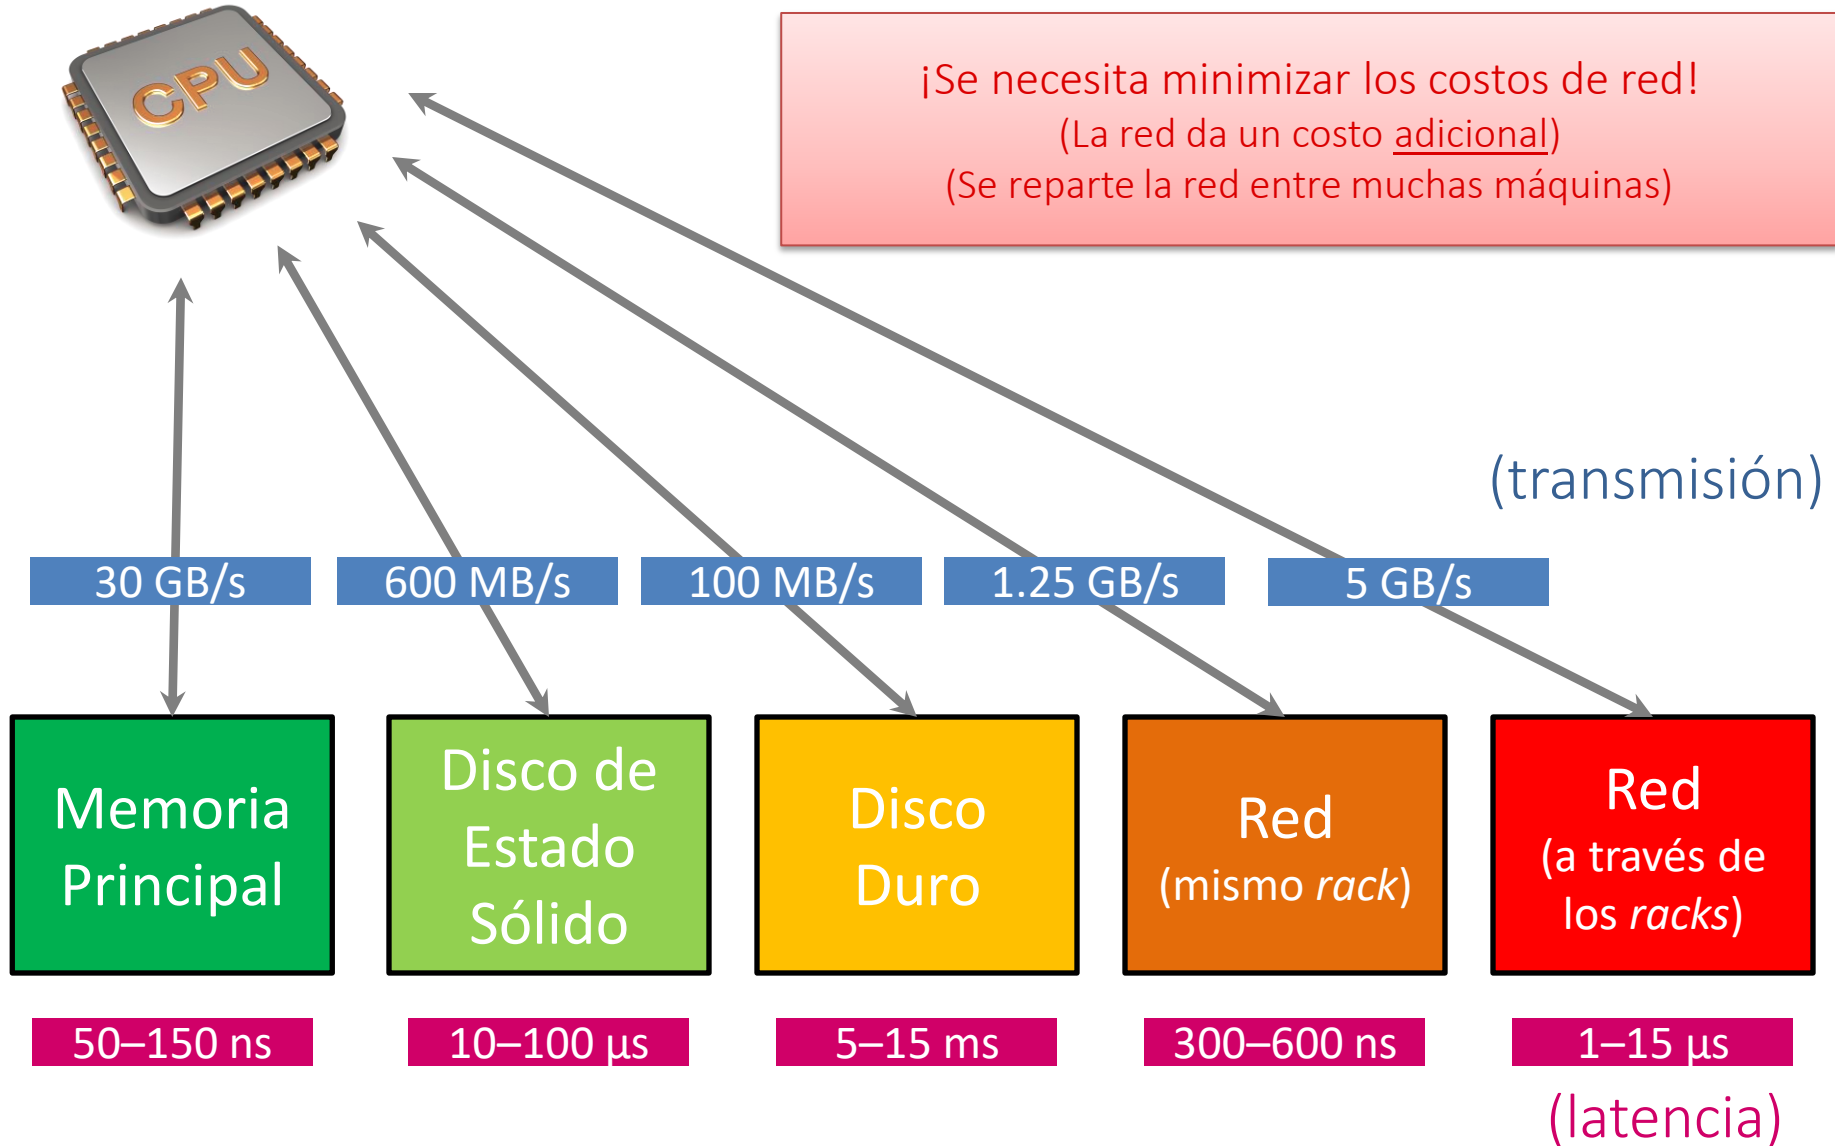 CPU
¡Se necesita minimizar los costos de red!
(La red da un costo adicional)
(Se reparte la red entre muchas máquinas)
(transmisión)
30 GB/s
600 MB/s
100 MB/s
1.25 GB/s
5 GB/s
Memoria
Principal
Disco de
Estado
Sólido
Disco
Duro
Red
(mismo rack)
Red
(a través de
los racks)
50–150 ns
10–100 μs
5–15 ms
300–600 ns
1–15 μs
(latencia)